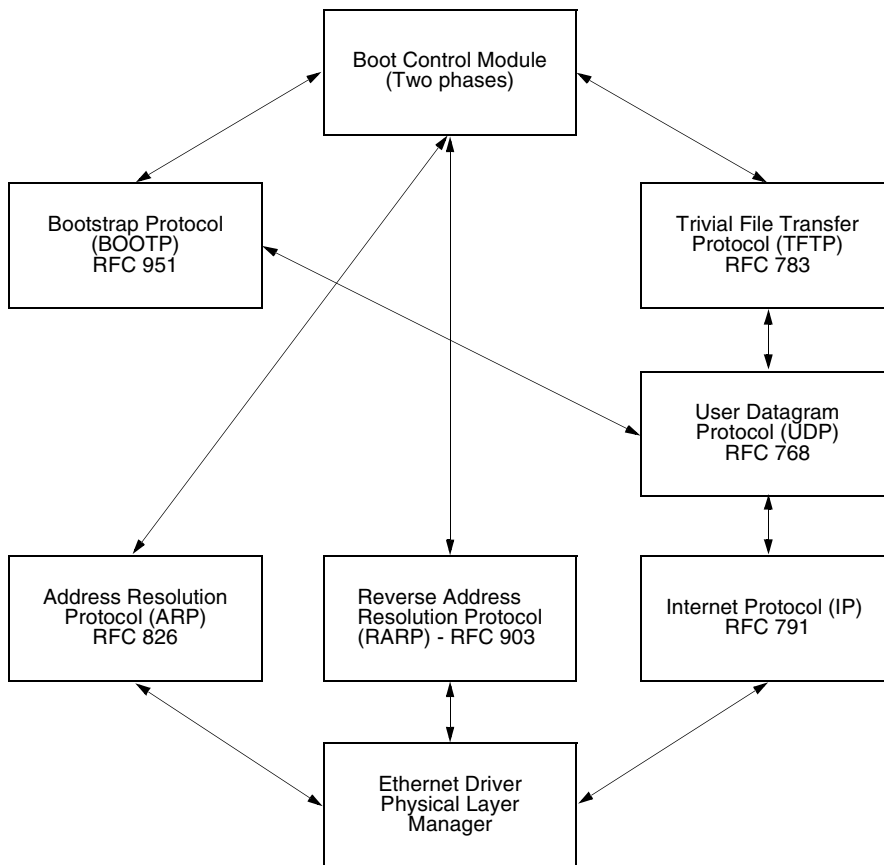 Boot Control Module
(Two phases)
Bootstrap Protocol
(BOOTP)
RFC 951
Trivial File Transfer
Protocol (TFTP)
RFC 783
User Datagram
Protocol (UDP)
RFC 768
Address Resolution
Protocol (ARP)
RFC 826
Reverse Address
Resolution Protocol
(RARP) - RFC 903
Internet Protocol (IP)
RFC 791
Ethernet Driver
Physical Layer
Manager